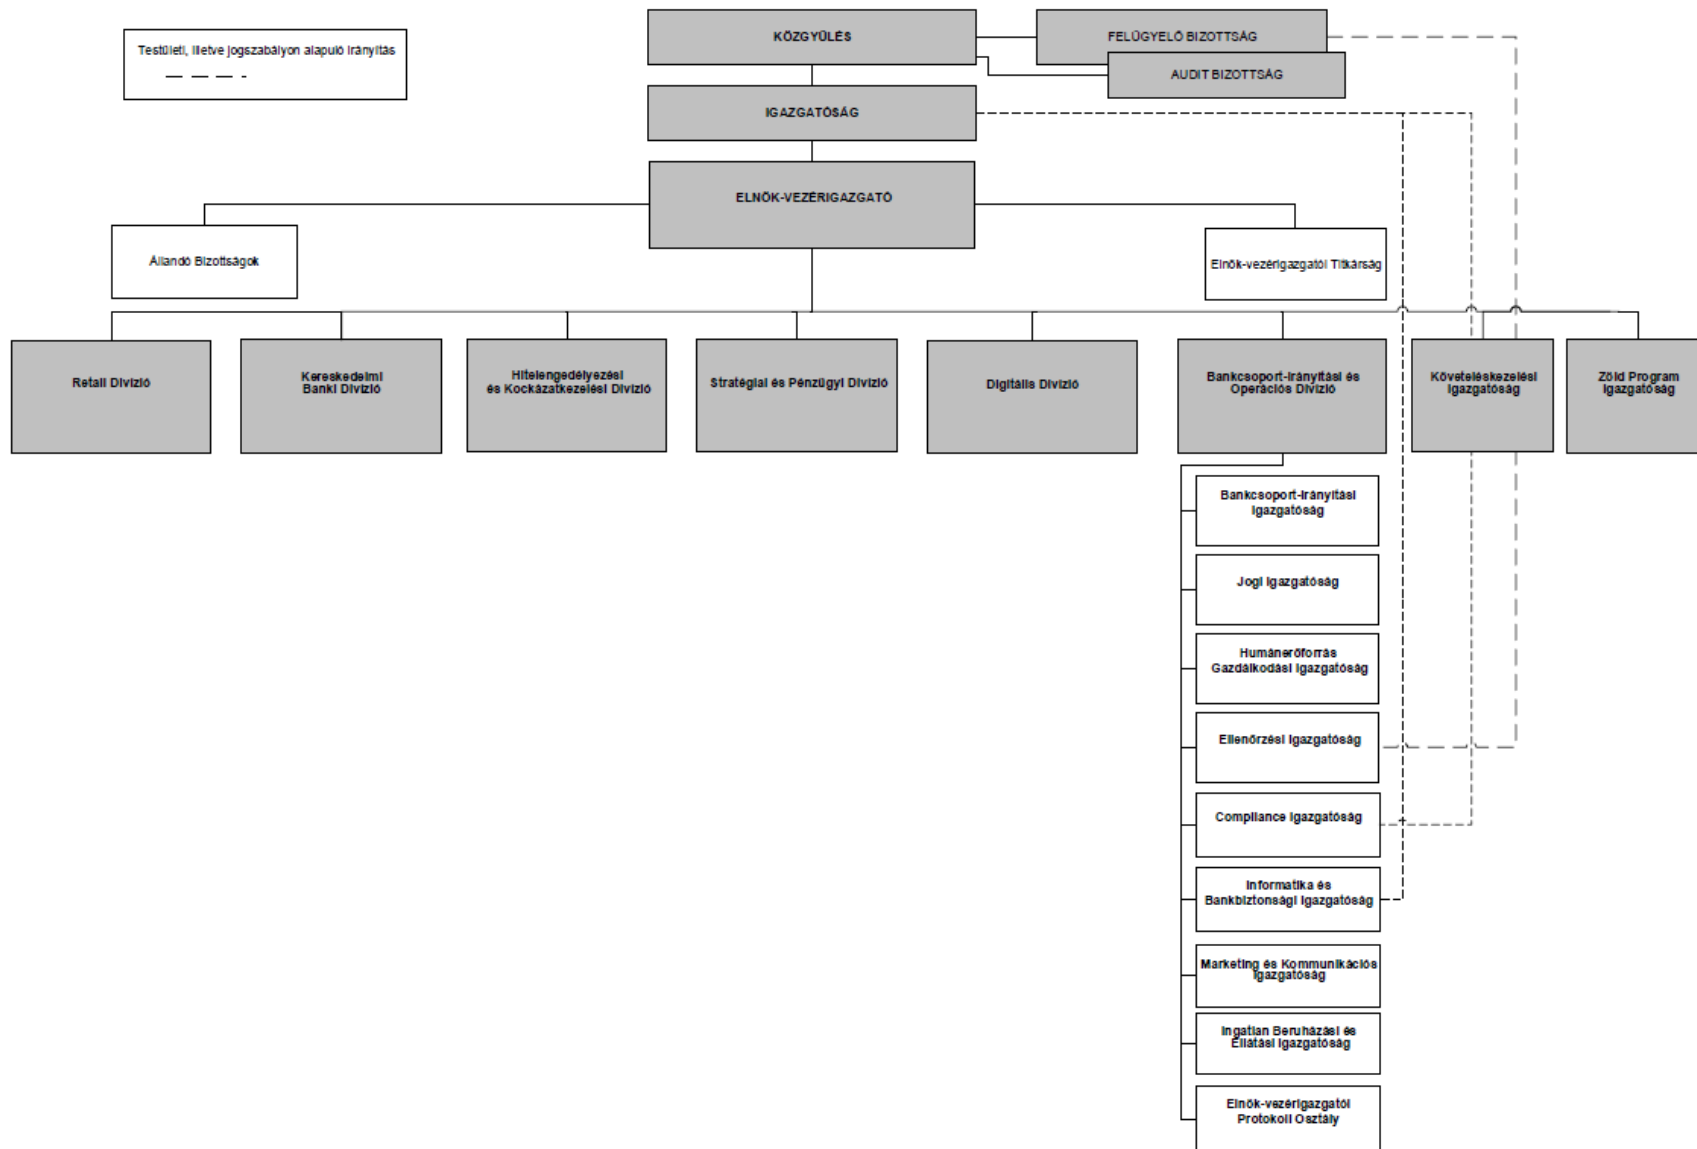 Testületi, illetve jogszabályon alapuló irányítás
KÖZGYŰLÉS
FELÜGYELŐ BIZOTTSÁG
AUDIT BIZOTTSÁG
IGAZGATÓSÁG
ELNÖK-VEZÉRIGAZGATÓ
Állandó Bizottságok
Elnök-vezérigazgatói Titkárság
Retail Divízió
Kereskedelmi
Banki Divízió
Hitelengedélyezési
és Kockázatkezelési Divízió
Stratégiai és Pénzügyi Divízió
Digitális Divízió
Bankcsoport-irányítási és
Operációs Divízió
Követeléskezelési
Igazgatóság
Zöld Program
Igazgatóság
Bankcsoport-irányítási
Igazgatóság
Jogi Igazgatóság
Humánerőforrás
Gazdálkodási Igazgatóság
Ellenőrzési Igazgatóság
Compliance Igazgatóság
Informatika és
Bankbiztonsági Igazgatóság
Marketing és Kommunikációs
Igazgatóság
Ingatlan Beruházási és
Ellátási Igazgatóság
Elnök-vezérigazgatói
Protokoll Osztály